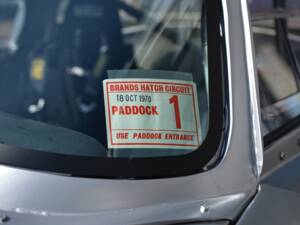 BRANDS HATCH CIRCUIT
18 OCT 1970
PADDOCK 1
USE PADDOCK ENTRANCE